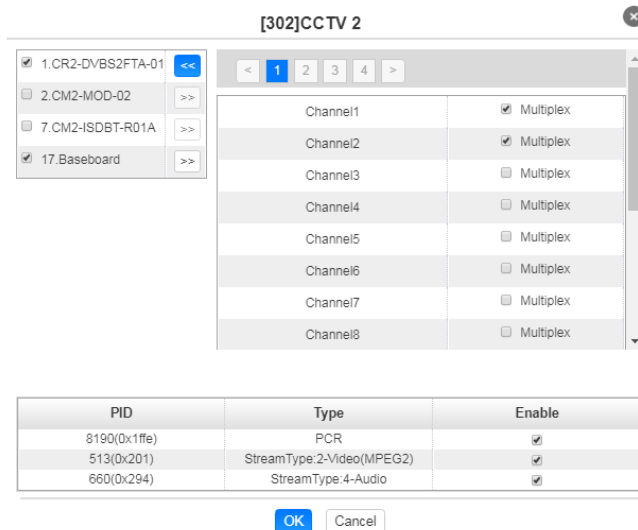 [302]CCTV 2
1.CR2-DVBS2FTA-01 <<
2.CM2-MOD-02 >>
7.CM2-ISDBT-R01A >>
17.Baseboard >>
< 1 2 3 4 >
Channel1 Multiplex
Channel2 Multiplex
Channel3 Multiplex
Channel4 Multiplex
Channel5 Multiplex
Channel6 Multiplex
Channel7 Multiplex
Channel8 Multiplex
PID Type Enable
8190(0x1ffe) PCR
513(0x201) StreamType:2-Video(MPEG2)
660(0x294) StreamType:4-Audio
OK Cancel